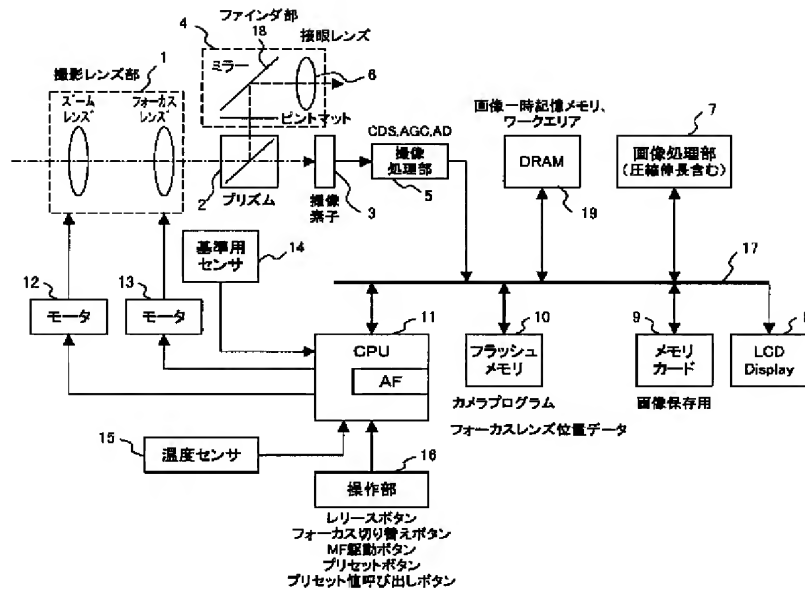 ファインダ部
4
18
接眼レンズ
ミラー
6
撮影レンズ部
1
ズーム
レンズ
フォーカス
レンズ
ピントマット
2
プリズム
3
撮像
素子
CDS,AGC,AD
撮像
処理部
5
画像一時記憶メモリ、
ワークエリア
DRAM
19
7
画像処理部
(圧縮伸長含む)
基準用
センサ
14
17
12
モータ
13
モータ
11
CPU
AF
10
フラッシュ
メモリ
カメラプログラム
フォーカスレンズ位置データ
9
メモリ
カード
画像保存用
LCD
Display
15
温度センサ
16
操作部
レリースボタン
フォーカス切り替えボタン
MF駆動ボタン
プリセットボタン
プリセット値呼び出しボタン